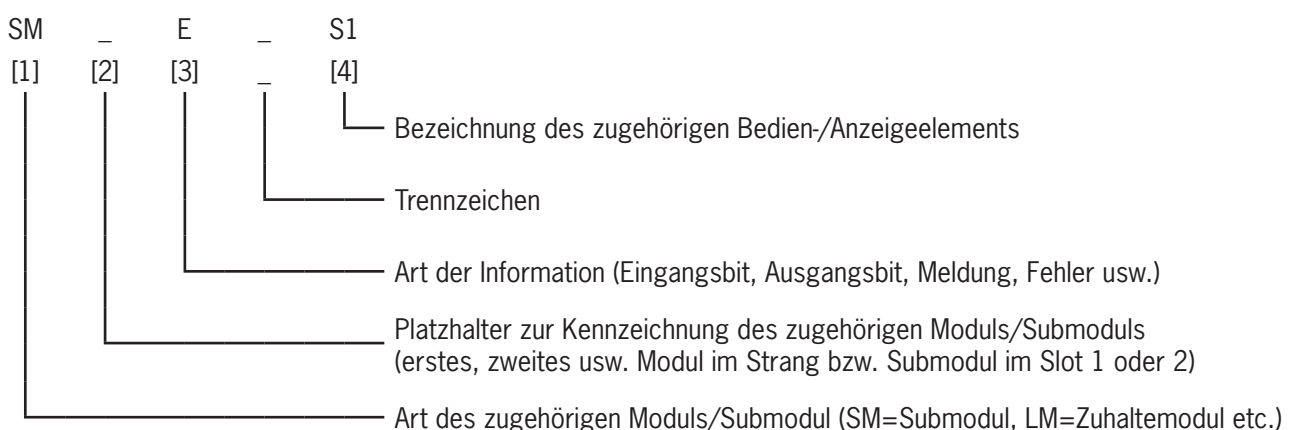 SM _ E _ S1
[1] [2] [3] _ [4]
Bezeichnung des zugehörigen Bedien-/Anzeigeelements
Trennzeichen
Art der Information (Eingangsbit, Ausgangsbit, Meldung, Fehler usw.)
Platzhalter zur Kennzeichnung des zugehörigen Moduls/Submoduls
(erstes, zweites usw. Modul im Strang bzw. Submodul im Slot 1 oder 2)
Art des zugehörigen Moduls/Submodul (SM=Submodul, LM=Zuhaltemodul etc.)